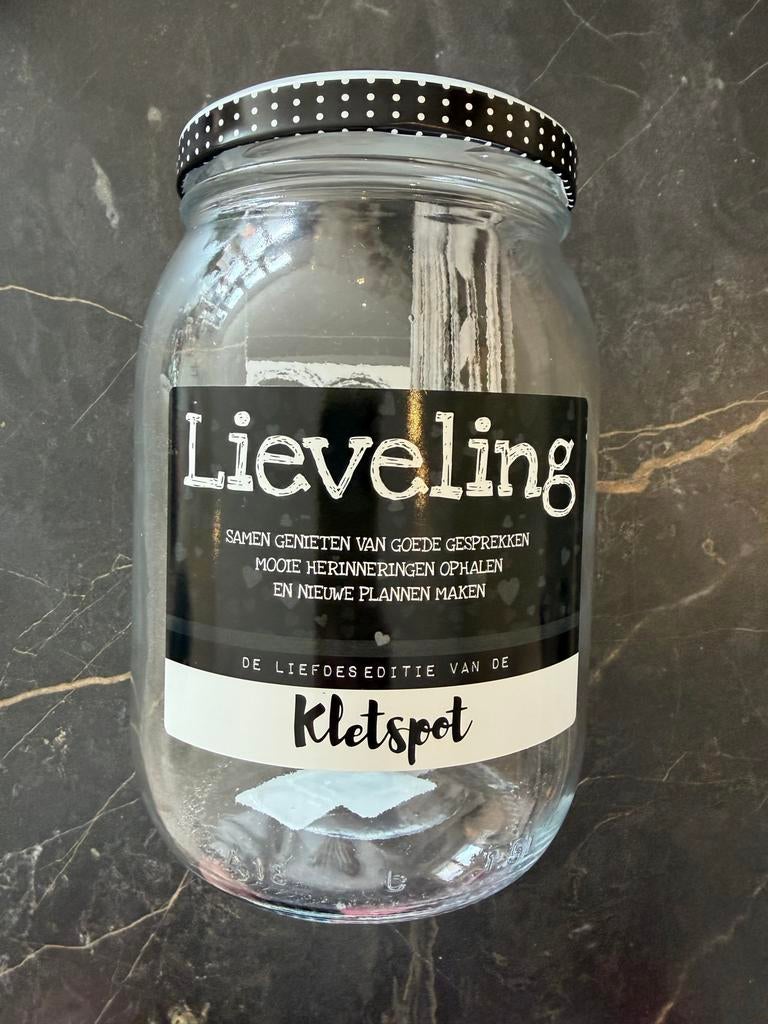 Lieveling
SAMEN GENIETEN VAN GOEDE GESPREKKEN
MOOIE HERINNERINGEN OPHALEN
EN NIEUWE PLANNEN MAKEN
DE LIEFDESEDITIE VAN DE
Kletspot